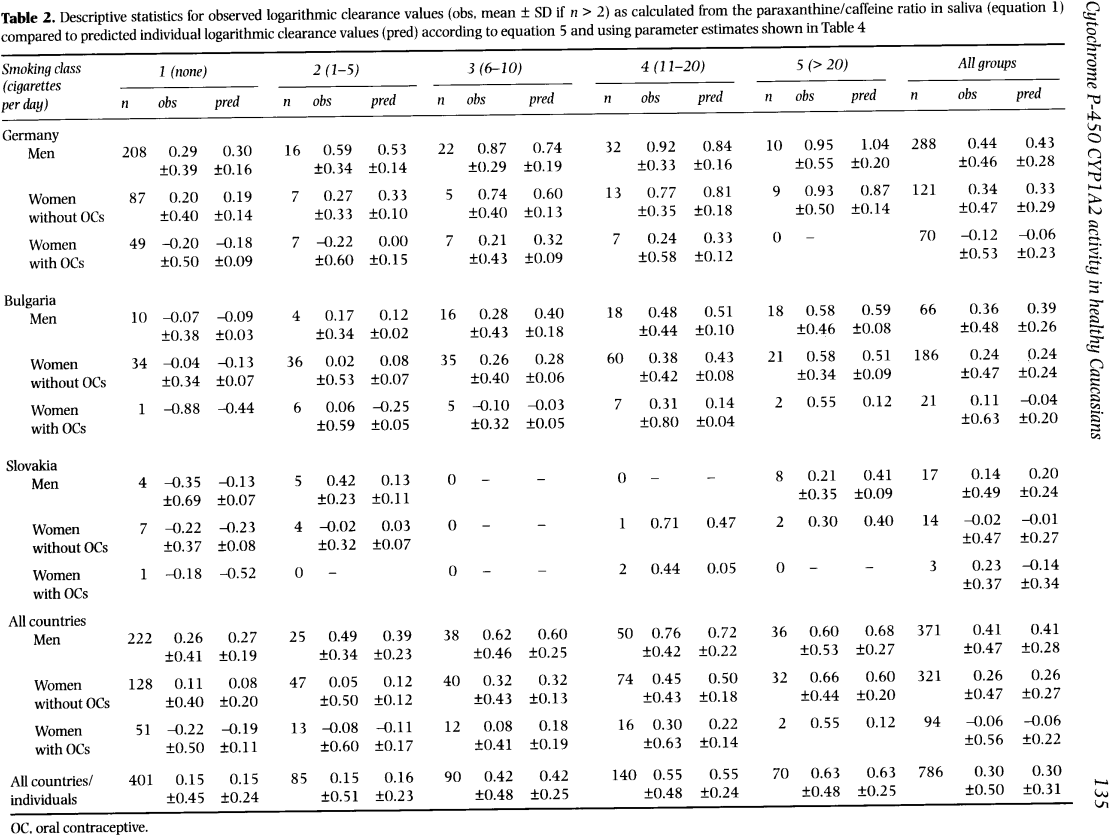 Table 2. Descriptive statistics for observed logarithmic clearance values (obs, mean ± SD if n > 2) as calculated from the paraxanthine/caffeine ratio in saliva (equation 1)
compared to predicted individual logarithmic clearance values (pred) according to equation 5 and using parameter estimates shown in Table 4
Smoking class 1 (none) 2 (1–5) 3 (6–10) 4 (11–20) 5 (> 20) All groups
(cigarettes
per day) n obs pred n obs pred n obs pred n obs pred n obs pred n obs pred
Germany
Men 208 0.29 0.30 16 0.59 0.53 22 0.87 0.74 32 0.92 0.84 10 0.95 1.04 288 0.44 0.43
±0.39 ±0.16 ±0.34 ±0.14 ±0.29 ±0.19 ±0.33 ±0.16 ±0.55 ±0.20 ±0.46 ±0.28
Women 87 0.20 0.19 7 0.27 0.33 5 0.74 0.60 13 0.77 0.81 9 0.93 0.87 121 0.34 0.33
without OCs ±0.40 ±0.14 ±0.33 ±0.10 ±0.40 ±0.13 ±0.35 ±0.18 ±0.50 ±0.14 ±0.47 ±0.29
Women 49 –0.20 –0.18 7 –0.22 0.00 7 0.21 0.32 7 0.24 0.33 0 – 70 –0.12 –0.06
with OCs ±0.50 ±0.09 ±0.60 ±0.15 ±0.43 ±0.09 ±0.58 ±0.12 ±0.53 ±0.23
Bulgaria
Men 10 –0.07 –0.09 4 0.17 0.12 16 0.28 0.40 18 0.48 0.51 18 0.58 0.59 66 0.36 0.39
±0.38 ±0.03 ±0.34 ±0.02 ±0.43 ±0.18 ±0.44 ±0.10 ±0.46 ±0.08 ±0.48 ±0.26
Women 34 –0.04 –0.13 36 0.02 0.08 35 0.26 0.28 60 0.38 0.43 21 0.58 0.51 186 0.24 0.24
without OCs ±0.34 ±0.07 ±0.53 ±0.07 ±0.40 ±0.06 ±0.42 ±0.08 ±0.34 ±0.09 ±0.47 ±0.24
Women 1 –0.88 –0.44 6 0.06 –0.25 5 –0.10 –0.03 7 0.31 0.14 2 0.55 0.12 21 0.11 –0.04
with OCs ±0.59 ±0.05 ±0.32 ±0.05 ±0.80 ±0.04 ±0.63 ±0.20
Slovakia
Men 4 –0.35 –0.13 5 0.42 0.13 0 – – 0 – – 8 0.21 0.41 17 0.14 0.20
±0.69 ±0.07 ±0.23 ±0.11 ±0.35 ±0.09 ±0.49 ±0.24
Women 7 –0.22 –0.23 4 –0.02 0.03 0 – – 1 0.71 0.47 2 0.30 0.40 14 –0.02 –0.01
without OCs ±0.37 ±0.08 ±0.32 ±0.07 ±0.47 ±0.27
Women 1 –0.18 –0.52 0 – 0 – – 2 0.44 0.05 0 – – 3 0.23 –0.14
with OCs ±0.37 ±0.34
All countries
Men 222 0.26 0.27 25 0.49 0.39 38 0.62 0.60 50 0.76 0.72 36 0.60 0.68 371 0.41 0.41
±0.41 ±0.19 ±0.34 ±0.23 ±0.46 ±0.25 ±0.42 ±0.22 ±0.53 ±0.27 ±0.47 ±0.28
Women 128 0.11 0.08 47 0.05 0.12 40 0.32 0.32 74 0.45 0.50 32 0.66 0.60 321 0.26 0.26
without OCs ±0.40 ±0.20 ±0.50 ±0.12 ±0.43 ±0.13 ±0.43 ±0.18 ±0.44 ±0.20 ±0.47 ±0.27
Women 51 –0.22 –0.19 13 –0.08 –0.11 12 0.08 0.18 16 0.30 0.22 2 0.55 0.12 94 –0.06 –0.06
with OCs ±0.50 ±0.11 ±0.60 ±0.17 ±0.41 ±0.19 ±0.63 ±0.14 ±0.56 ±0.22
All countries/ 401 0.15 0.15 85 0.15 0.16 90 0.42 0.42 140 0.55 0.55 70 0.63 0.63 786 0.30 0.30
individuals ±0.45 ±0.24 ±0.51 ±0.23 ±0.48 ±0.25 ±0.48 ±0.24 ±0.48 ±0.25 ±0.50 ±0.31
OC, oral contraceptive.
Cytochrome P-450 CYP1A2 activity in healthy Caucasians
135